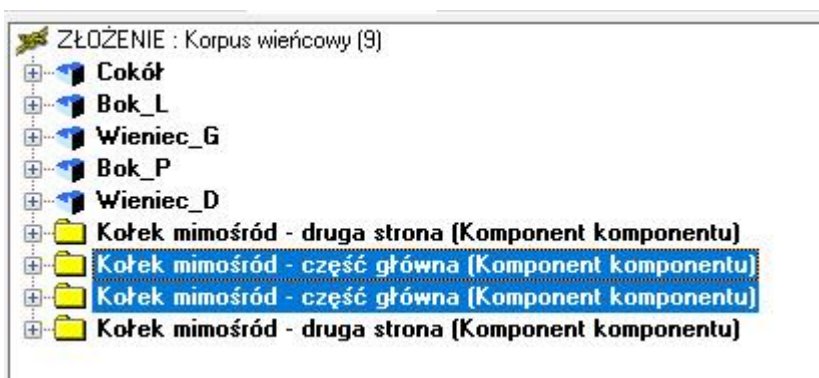 ZŁOŻENIE : Korpus wieńcowy (9)
Cokół
Bok_L
Wieniec_G
Bok_P
Wieniec_D
Kołek mimośród - druga strona (Komponent komponentu)
Kołek mimośród - część główna (Komponent komponentu)
Kołek mimośród - część główna (Komponent komponentu)
Kołek mimośród - druga strona (Komponent komponentu)